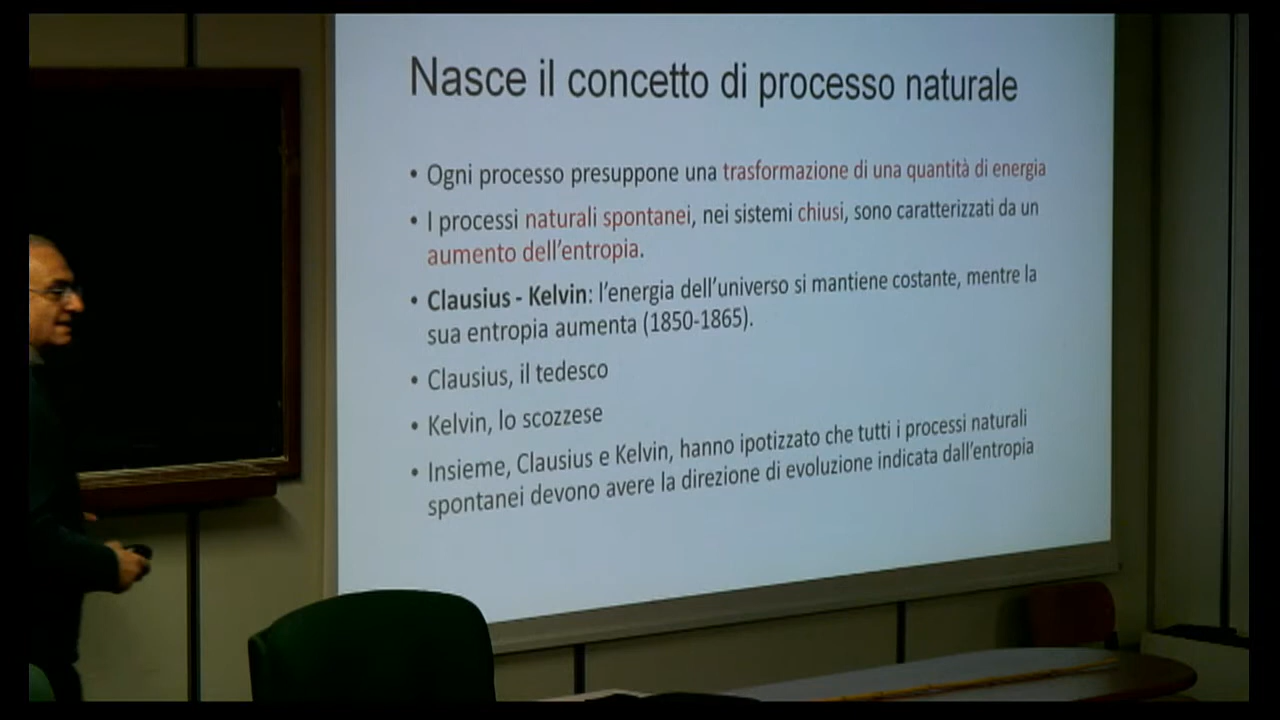 Nasce il concetto di processo naturale
• Ogni processo presuppone una trasformazione di una quantità di energia
• I processi naturali spontanei, nei sistemi chiusi, sono caratterizzati da un
aumento dell'entropia.
• Clausius - Kelvin: l'energia dell'universo si mantiene costante, mentre la
sua entropia aumenta (1850-1865).
• Clausius, il tedesco
• Kelvin, lo scozzese
• Insieme, Clausius e Kelvin, hanno ipotizzato che tutti i processi naturali
spontanei devono avere la direzione di evoluzione indicata dall'entropia